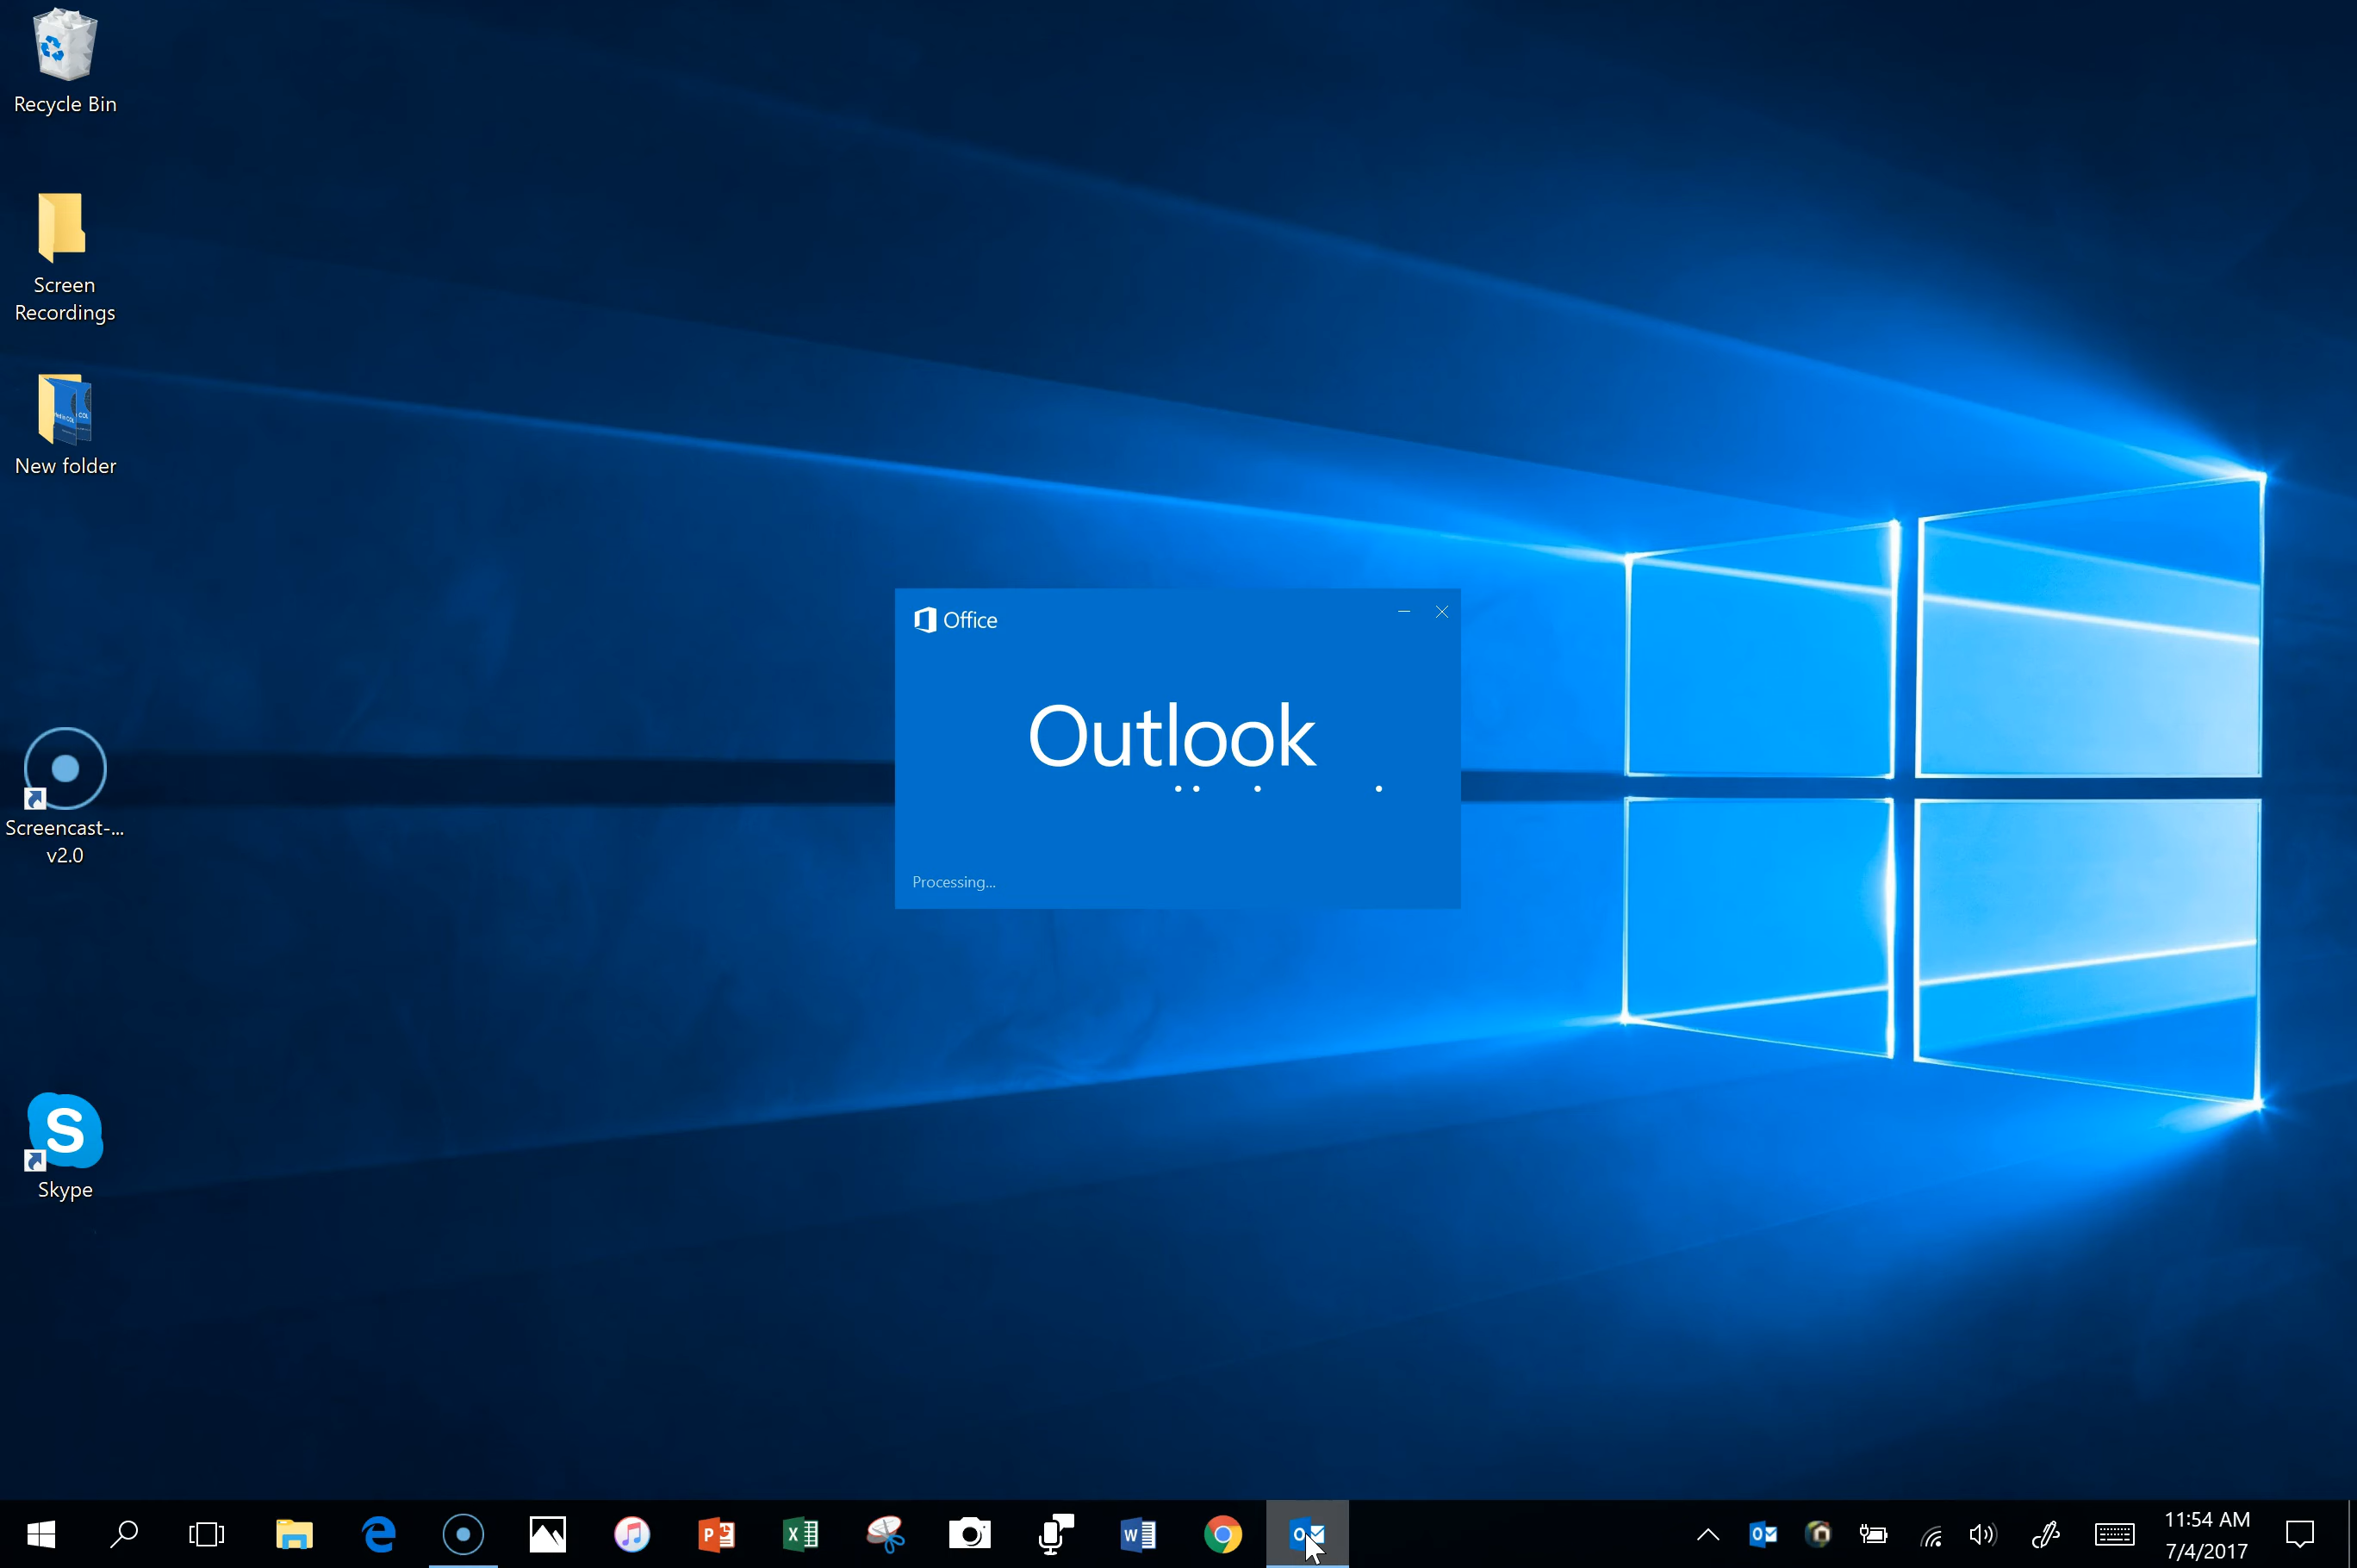 Recycle Bin
Screen
Recordings
New folder
Office
Outlook
Processing...
Screencast-...
v2.0
Skype
11:54 AM
7/4/2017